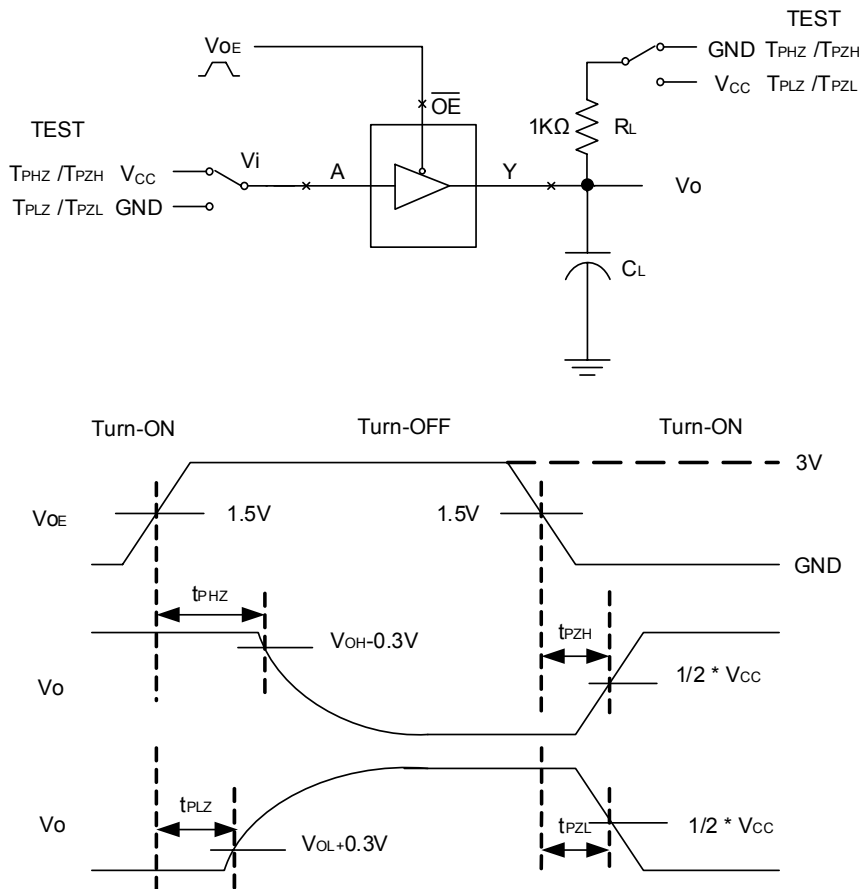 TEST
VOE
GND TPHZ /TPZH
OE
VCC TPLZ /TPZL
1KΩ RL
TEST
Vi
A
Y
TPHZ /TPZH VCC
Vo
TPLZ /TPZL GND
CL
Turn-ON Turn-OFF Turn-ON
3V
VOE 1.5V 1.5V
GND
tPHZ
VOH-0.3V
tPZH
Vo
1/2 * VCC
tPLZ
Vo
VOL+0.3V
tPZL
1/2 * VCC